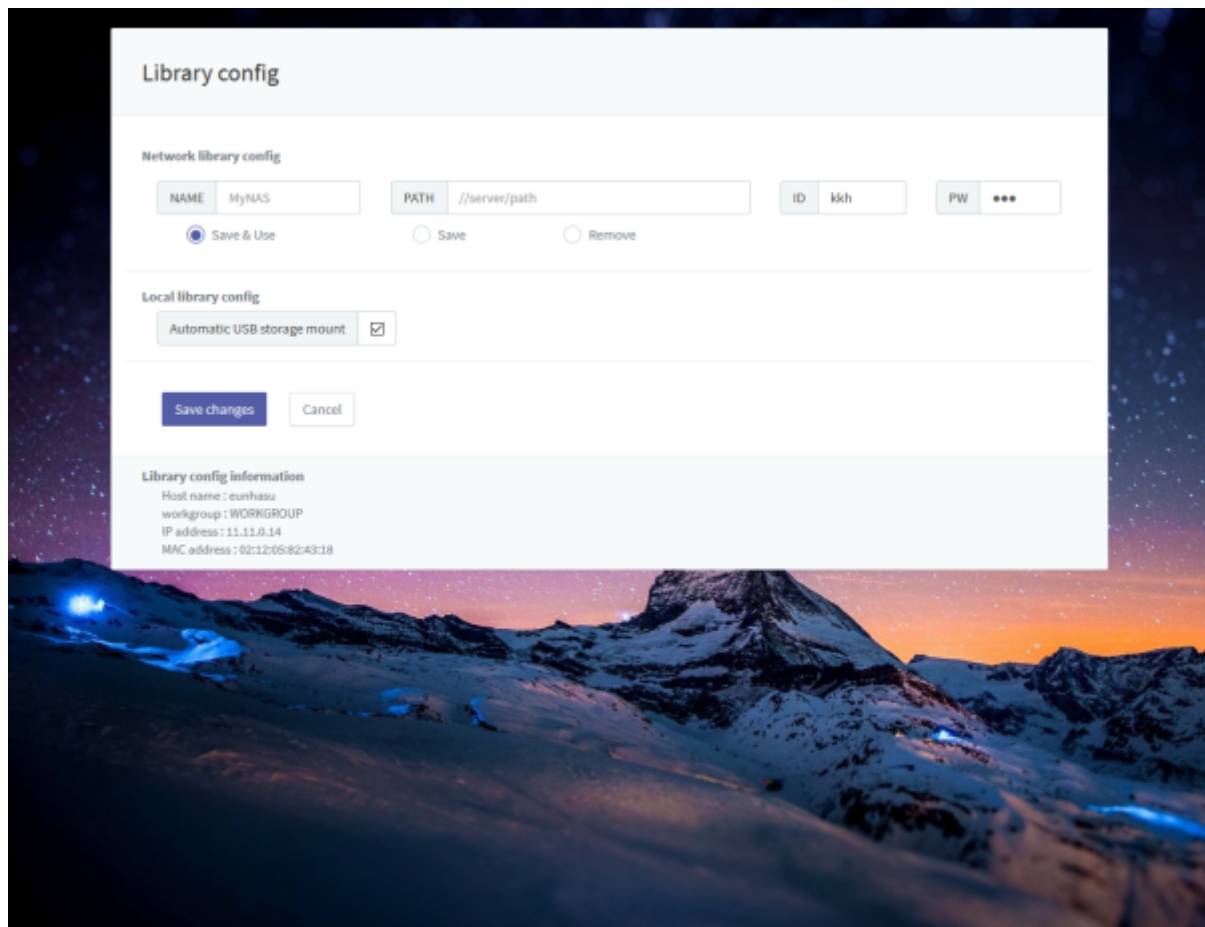 Library config
Network library config
NAME MyNAS PATH //server/path ID kkh PW •••
Save & Use Save Remove
Local library config
Automatic USB storage mount
Save changes Cancel
Library config information
Host name : eunhasu
workgroup : WORKGROUP
IP address : 11.11.0.14
MAC address : 02:12:05:82:43:18